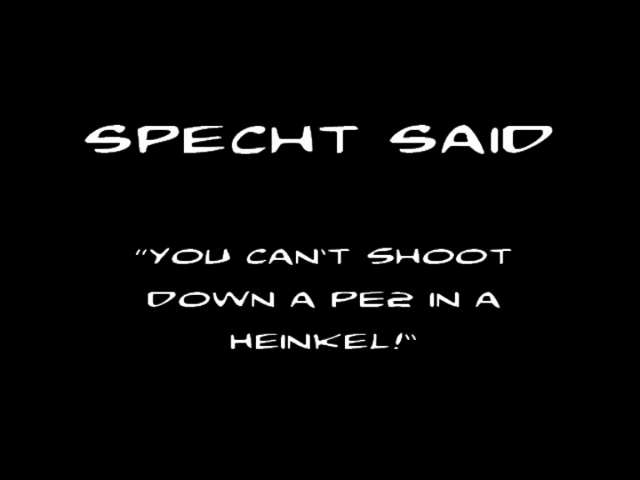 SPECHT SAID
"YOU CAN'T SHOOT
DOWN A PE2 IN A
HEINKEL!"